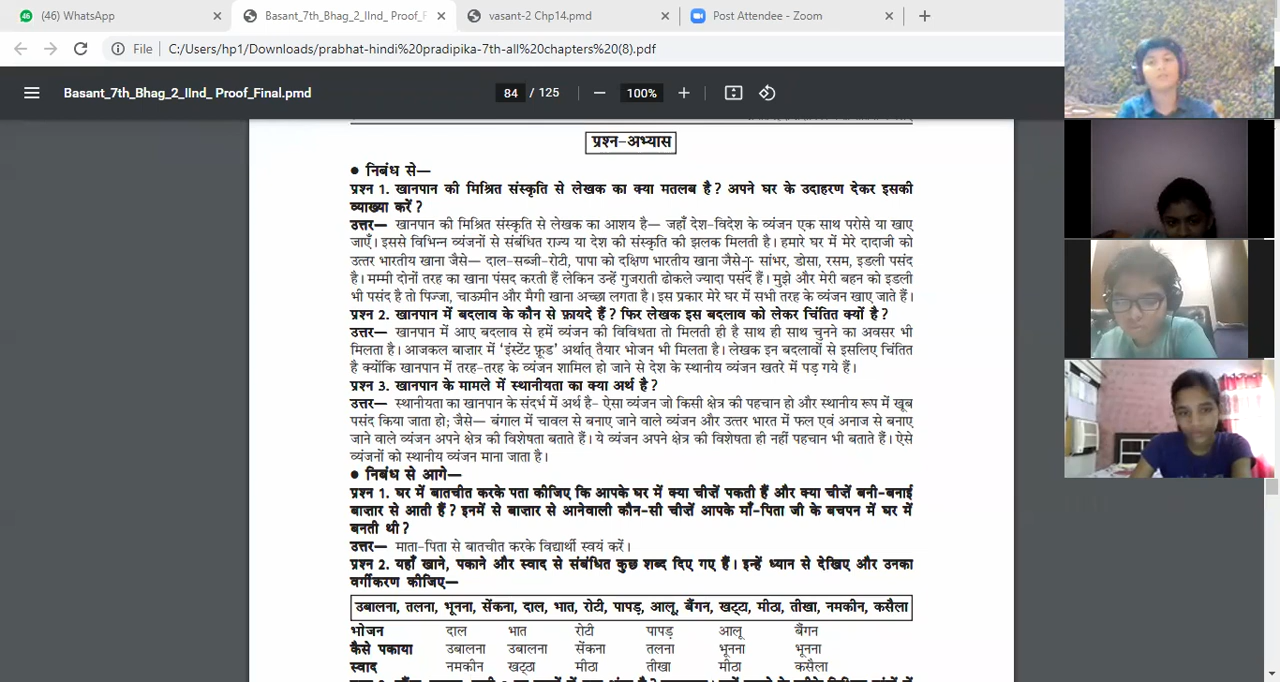 (46) WhatsApp
Basant_7th_Bhag_2_IInd_ Proof_F
vasant-2 Chp14.pmd
Post Attendee - Zoom
File
C:/Users/hp1/Downloads/prabhat-hindi%20pradipika-7th-all%20chapters%20(8).pdf
Basant_7th_Bhag_2_IInd_ Proof_Final.pmd
84 / 125
100%
प्रश्न-अभ्यास
● निबंध से—
प्रश्न 1. खानपान की मिश्रित संस्कृति से लेखक का क्या मतलब है? अपने घर के उदाहरण देकर इसकी
व्याख्या करें?
उत्तर— खानपान की मिश्रित संस्कृति से लेखक का आशय है— जहाँ देश-विदेश के व्यंजन एक साथ परोसे या खाए
जाएँ। इससे विभिन्न व्यंजनों से संबंधित राज्य या देश की संस्कृति की झलक मिलती है। हमारे घर में मेरे दादाजी को
उत्तर भारतीय खाना जैसे— दाल-सब्जी-रोटी, पापा को दक्षिण भारतीय खाना जैसे— सांभर, डोसा, रसम, इडली पसंद
है। मम्मी दोनों तरह का खाना पंसद करती हैं लेकिन उन्हें गुजराती ढोकले ज्यादा पसंद हैं। मुझे और मेरी बहन को इडली
भी पसंद है तो पिज्जा, चाऊमीन और मैगी खाना अच्छा लगता है। इस प्रकार मेरे घर में सभी तरह के व्यंजन खाए जाते हैं।
प्रश्न 2. खानपान में बदलाव के कौन से फ़ायदे हैं? फिर लेखक इस बदलाव को लेकर चिंतित क्यों है?
उत्तर— खानपान में आए बदलाव से हमें व्यंजन की विविधता तो मिलती ही है साथ ही साथ चुनने का अवसर भी
मिलता है। आजकल बाज़ार में ‘इंस्टेंट फ़ूड’ अर्थात् तैयार भोजन भी मिलता है। लेखक इन बदलावों से इसलिए चिंतित
है क्योंकि खानपान में तरह-तरह के व्यंजन शामिल हो जाने से देश के स्थानीय व्यंजन खतरे में पड़ गये हैं।
प्रश्न 3. खानपान के मामले में स्थानीयता का क्या अर्थ है?
उत्तर— स्थानीयता का खानपान के संदर्भ में अर्थ है- ऐसा व्यंजन जो किसी क्षेत्र की पहचान हो और स्थानीय रूप में खूब
पसंद किया जाता हो; जैसे— बंगाल में चावल से बनाए जाने वाले व्यंजन और उत्तर भारत में फल एवं अनाज से बनाए
जाने वाले व्यंजन अपने क्षेत्र की विशेषता बताते हैं। ये व्यंजन अपने क्षेत्र की विशेषता ही नहीं पहचान भी बताते हैं। ऐसे
व्यंजनों को स्थानीय व्यंजन माना जाता है।
● निबंध से आगे—
प्रश्न 1. घर में बातचीत करके पता कीजिए कि आपके घर में क्या चीज़ें पकती हैं और क्या चीज़ें बनी-बनाई
बाज़ार से आती हैं? इनमें से बाज़ार से आनेवाली कौन-सी चीज़ें आपके माँ-पिता जी के बचपन में घर में
बनती थी?
उत्तर— माता-पिता से बातचीत करके विद्यार्थी स्वयं करें।
प्रश्न 2. यहाँ खाने, पकाने और स्वाद से संबंधित कुछ शब्द दिए गए हैं। इन्हें ध्यान से देखिए और उनका
वर्गीकरण कीजिए—
उबालना, तलना, भूनना, सेंकना, दाल, भात, रोटी, पापड़, आलू, बैंगन, खट्टा, मीठा, तीखा, नमकीन, कसैला
भोजन दाल भात रोटी पापड़ आलू बैंगन
कैसे पकाया उबालना उबालना सेंकना तलना भूनना भूनना
स्वाद नमकीन खट्ठा मीठा तीखा मीठा कसैला